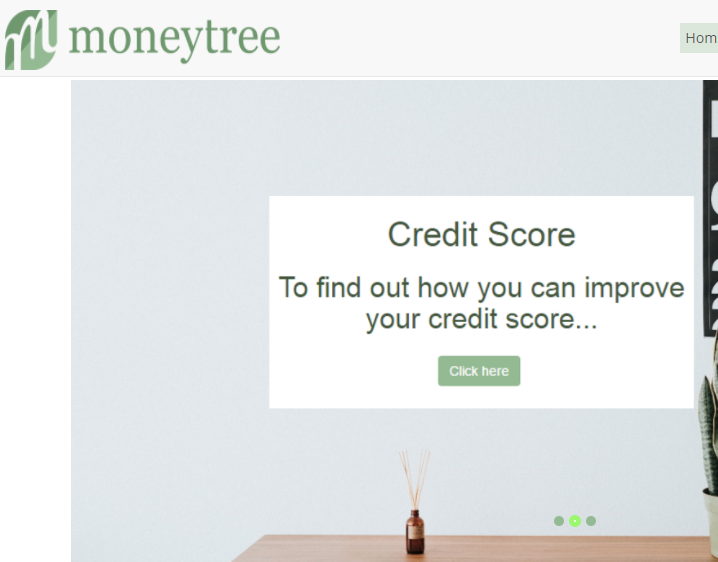 moneytree
Hom
Credit Score
To find out how you can improve
your credit score...
Click here